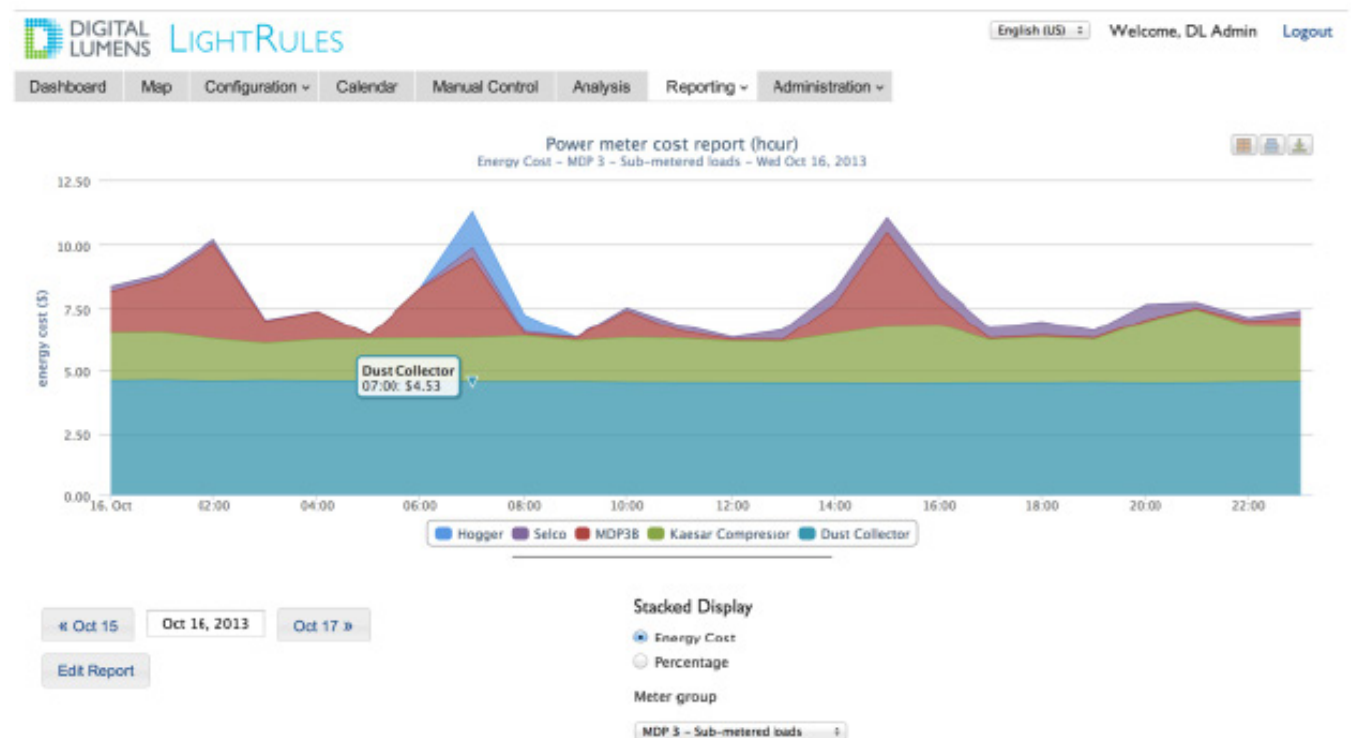 DIGITAL LUMENS LIGHTRULES
English (US) Welcome, DL Admin Logout
Dashboard Map Configuration Calendar Manual Control Analysis Reporting Administration
Power meter cost report (hour)
Energy Cost – MDP 3 – Sub-metered loads – Wed Oct 16, 2013
12.50
10.00
7.50
5.00
2.50
0.00
energy cost ($)
Dust Collector
07:00: $4.53
16. Oct 02:00 04:00 06:00 08:00 10:00 12:00 14:00 16:00 18:00 20:00 22:00
Hogger Selco MDP3B Kaesar Compressor Dust Collector
« Oct 15 Oct 16, 2013 Oct 17 »
Edit Report
Stacked Display
Energy Cost
Percentage
Meter group
MDP 3 – Sub-metered loads